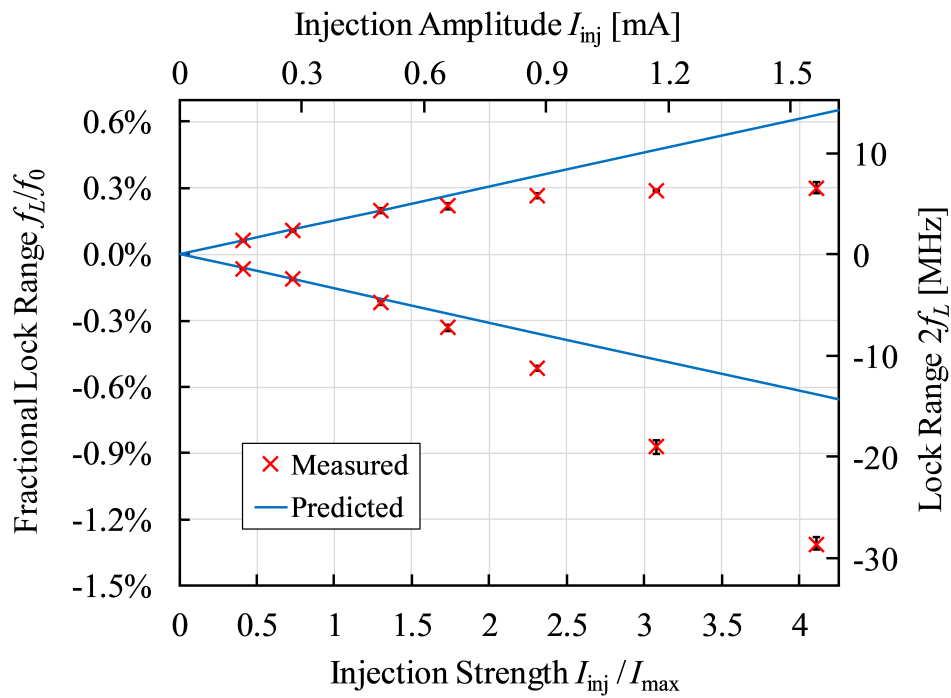 Injection Amplitude I_inj [mA]
0 0.3 0.6 0.9 1.2 1.5
Fractional Lock Range f_L/f_0
0.6%
0.3%
0.0%
-0.3%
-0.6%
-0.9%
-1.2%
-1.5%
Measured
Predicted
10
0
-10
-20
-30
Lock Range 2f_L [MHz]
0 0.5 1 1.5 2 2.5 3 3.5 4
Injection Strength I_inj / I_max